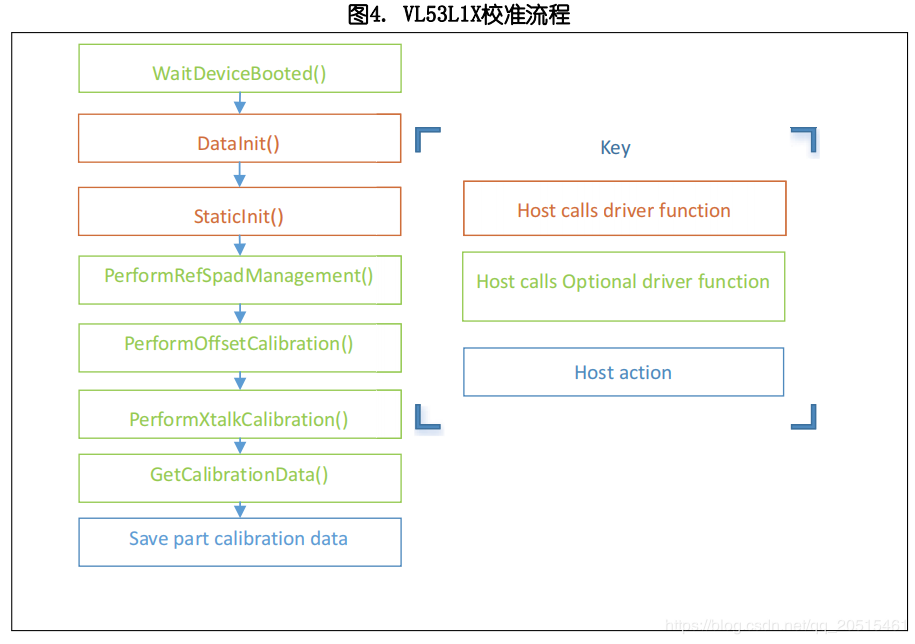 图4. VL53L1X校准流程
WaitDeviceBooted()
DataInit()
StaticInit()
PerformRefSpadManagement()
PerformOffsetCalibration()
PerformXtalkCalibration()
GetCalibrationData()
Save part calibration data
Key
Host calls driver function
Host calls Optional driver function
Host action
https://blog.csdn.net/qq_20515461